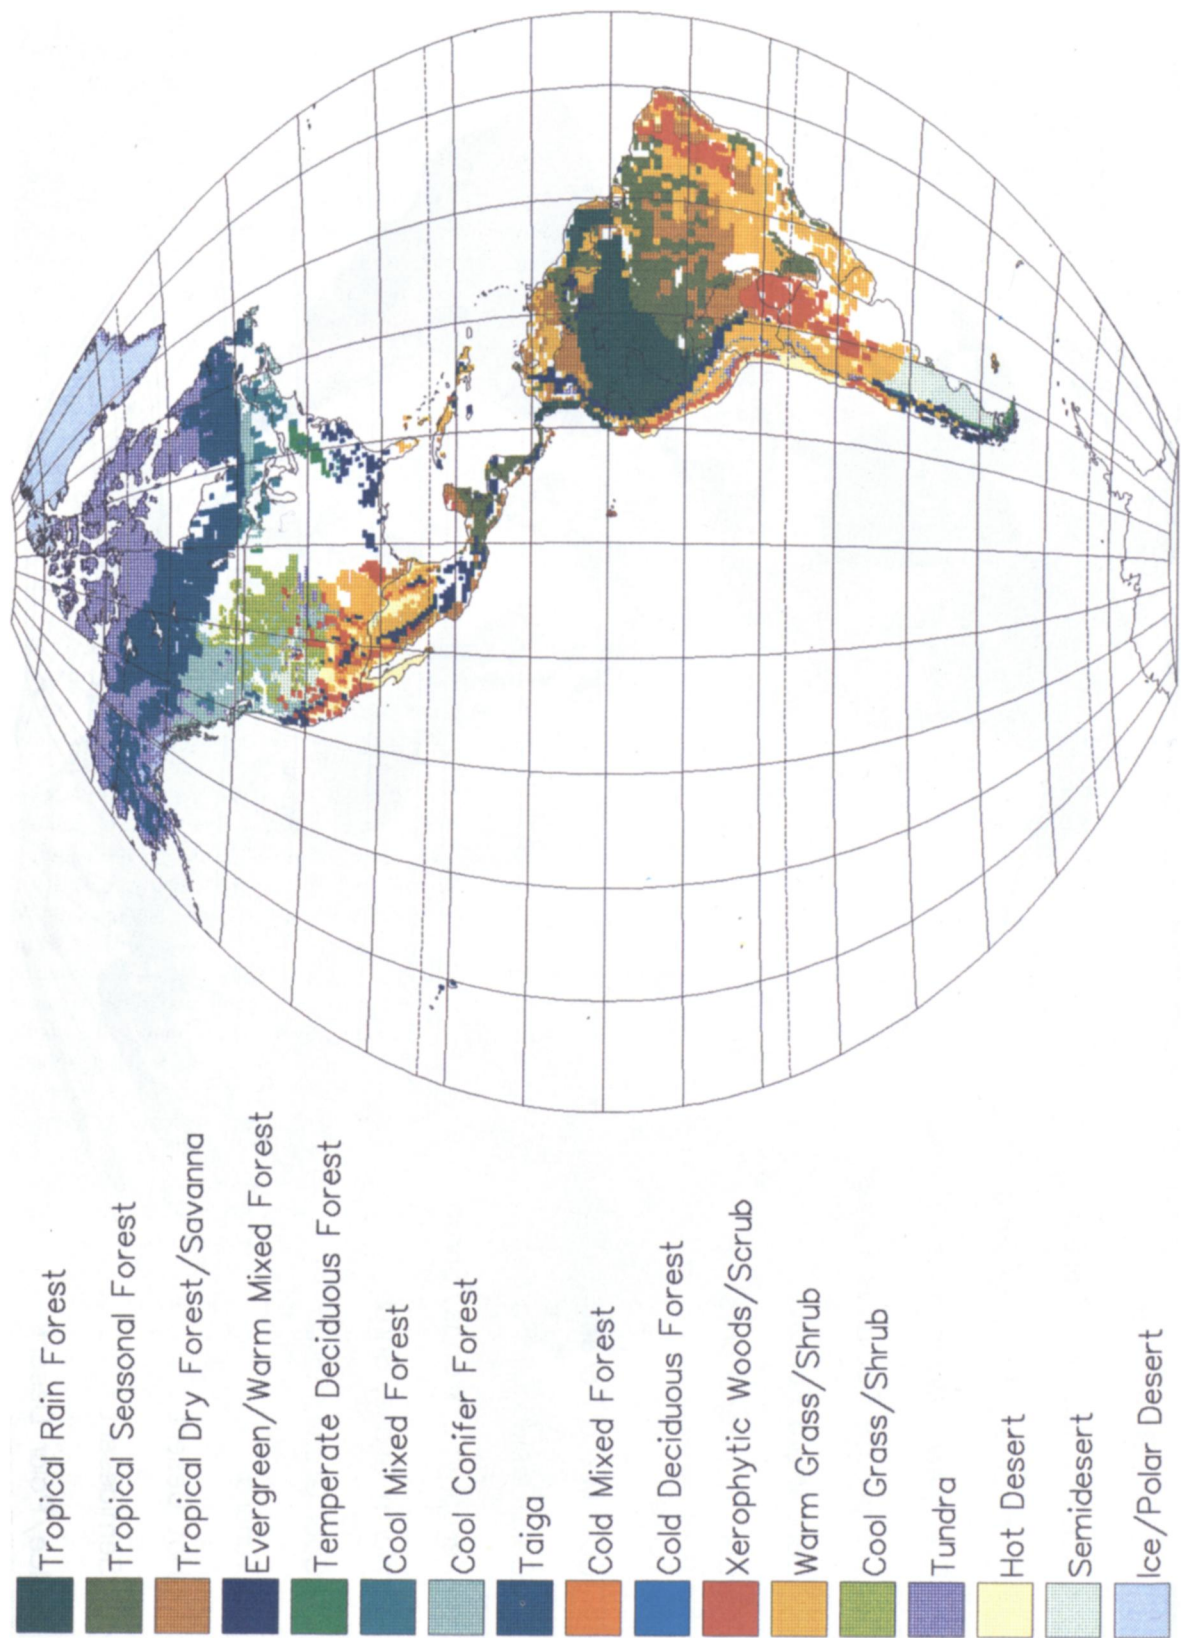 Tropical Rain Forest
Tropical Seasonal Forest
Tropical Dry Forest/Savanna
Evergreen/Warm Mixed Forest
Temperate Deciduous Forest
Cool Mixed Forest
Cool Conifer Forest
Taiga
Cold Mixed Forest
Cold Deciduous Forest
Xerophytic Woods/Scrub
Warm Grass/Shrub
Cool Grass/Shrub
Tundra
Hot Desert
Semidesert
Ice/Polar Desert